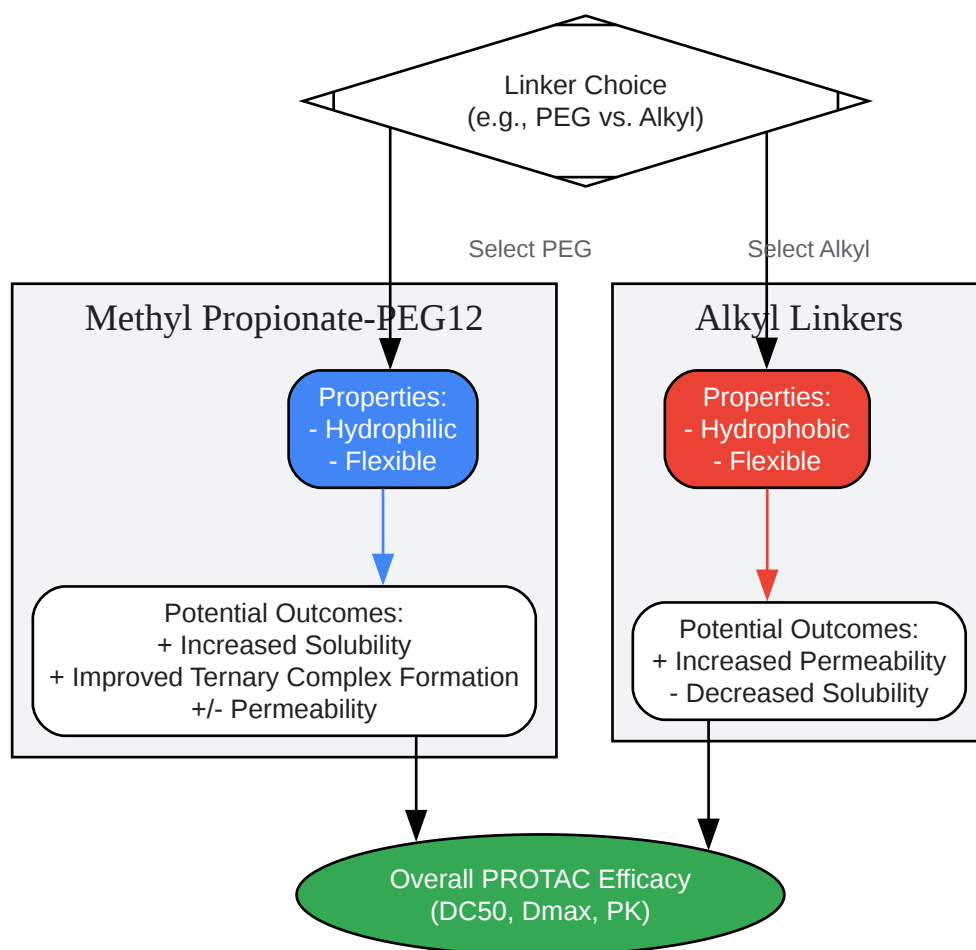 Linker Choice
(e.g., PEG vs. Alkyl)
Select PEG
Select Alkyl
Methyl Propionate-PEG12
Properties:
- Hydrophilic
- Flexible
Potential Outcomes:
+ Increased Solubility
+ Improved Ternary Complex Formation
+/- Permeability
Alkyl Linkers
Properties:
- Hydrophobic
- Flexible
Potential Outcomes:
+ Increased Permeability
- Decreased Solubility
Overall PROTAC Efficacy
(DC50, Dmax, PK)